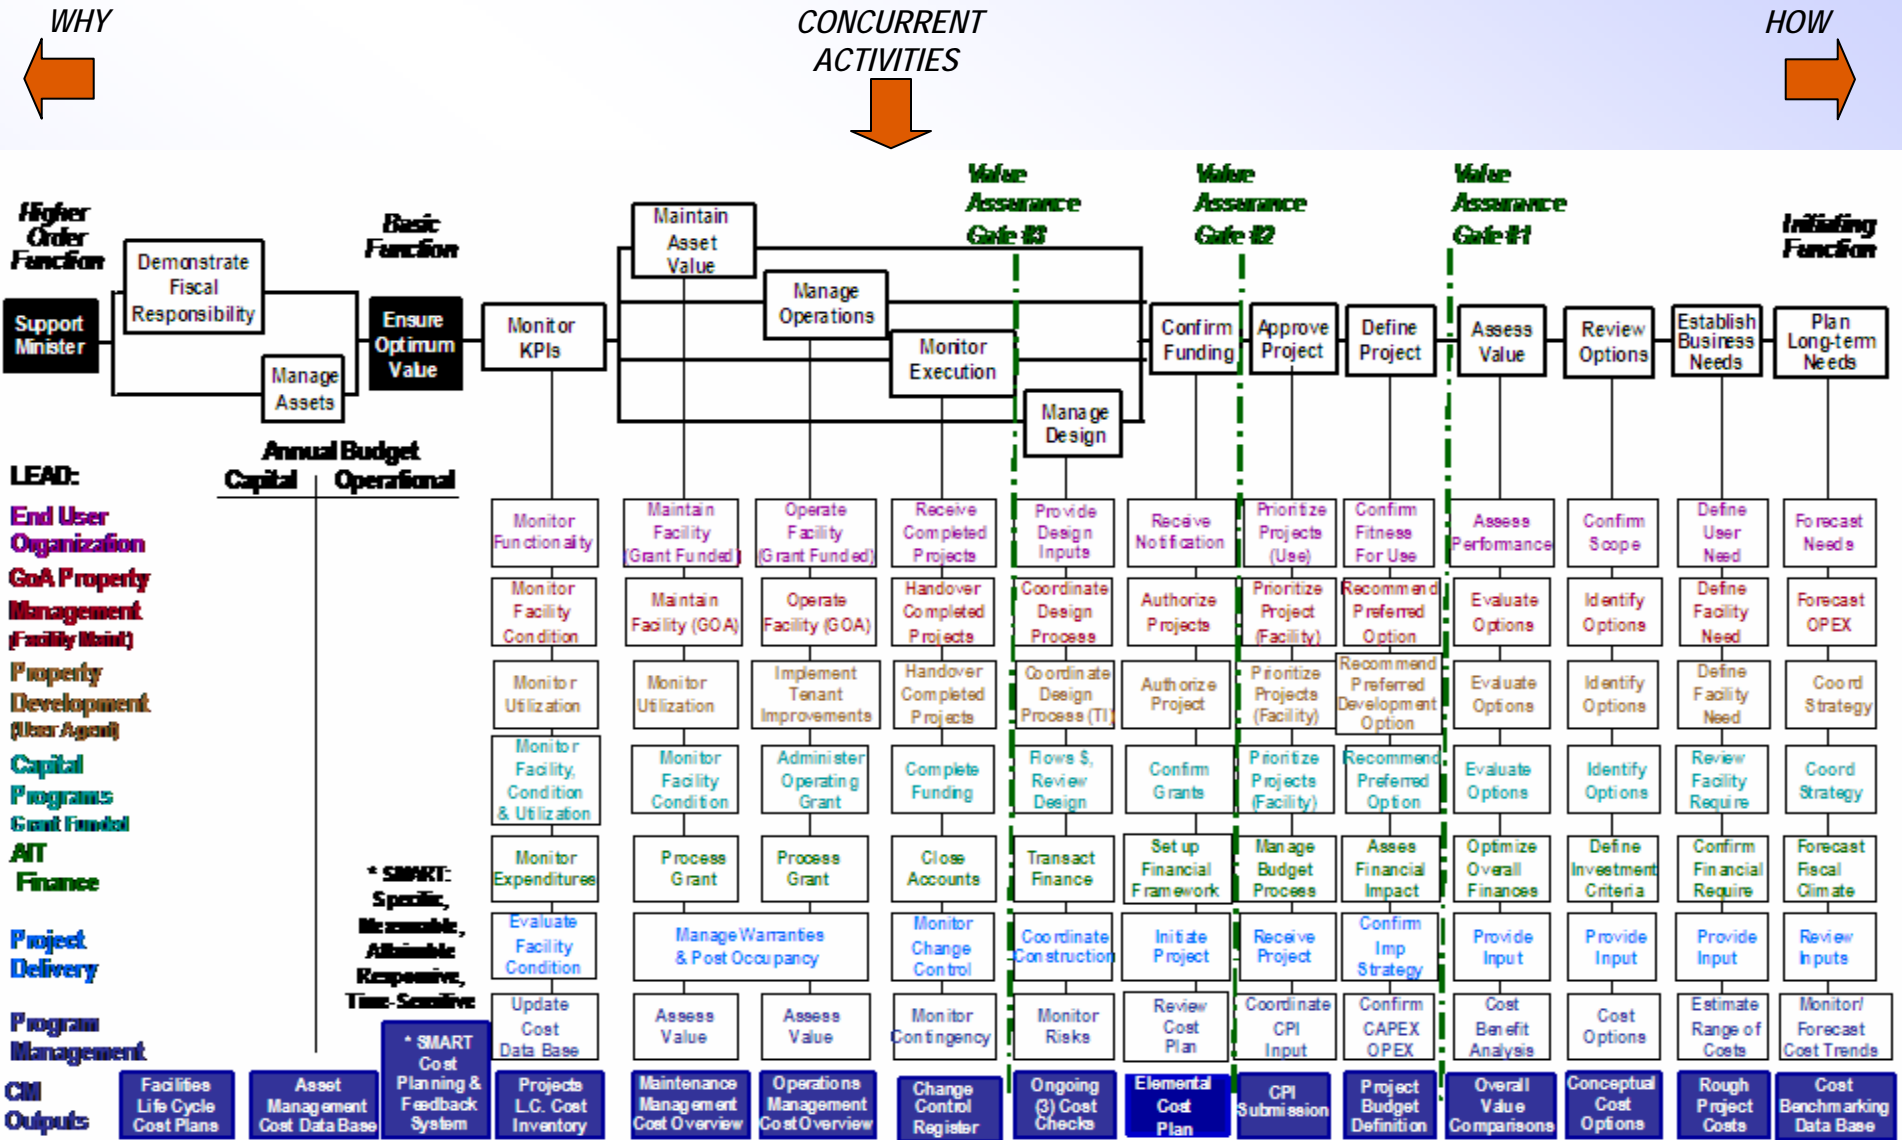 WHY
CONCURRENT
ACTIVITIES
HOW
Value
Assurance
Gate #3
Value
Assurance
Gate #2
Value
Assurance
Gate #1
Higher
Order
Function
Basic
Function
Initiating
Function
Support
Minister
Demonstrate
Fiscal
Responsibility
Manage
Assets
Ensure
Optimum
Value
Monitor
KPIs
Maintain
Asset
Value
Manage
Operations
Monitor
Execution
Manage
Design
Confirm
Funding
Approve
Project
Define
Project
Assess
Value
Review
Options
Establish
Business
Needs
Plan
Long-term
Needs
Annual Budget
Capital
Operational
LEAD:
End User
Organization
Monitor
Functionality
Maintain
Facility
(Grant Funded)
Operate
Facility
(Grant Funded)
Receive
Completed
Projects
Provide
Design
Inputs
Receive
Notification
Prioritize
Projects
(Use)
Confirm
Fitness
For Use
Assess
Performance
Confirm
Scope
Define
User
Need
Forecast
Needs
GoA Property
Management
(Facility Maint.)
Monitor
Facility
Condition
Maintain
Facility (GOA)
Operate
Facility (GOA)
Handover
Completed
Projects
Coordinate
Design
Process
Authorize
Projects
Prioritize
Project
(Facility)
Recommend
Preferred
Option
Evaluate
Options
Identify
Options
Define
Facility
Need
Forecast
OPEX
Property
Development
(User Agent)
Monitor
Utilization
Monitor
Utilization
Implement
Tenant
Improvements
Handover
Completed
Projects
Coordinate
Design
Process (TI)
Authorize
Project
Prioritize
Projects
(Facility)
Recommend
Preferred
Development
Option
Evaluate
Options
Identify
Options
Define
Facility
Need
Coord
Strategy
Capital
Programs
Grant Funded
Monitor
Facility,
Condition
& Utilization
Monitor
Facility
Condition
Administer
Operating
Grant
Complete
Funding
Flows $,
Review
Design
Confirm
Grants
Prioritize
Projects
(Facility)
Recommend
Preferred
Option
Evaluate
Options
Identify
Options
Review
Facility
Require
Coord
Strategy
AIT
Finance
Monitor
Expenditures
Process
Grant
Process
Grant
Close
Accounts
Transact
Finance
Set up
Financial
Framework
Manage
Budget
Process
Asses
Financial
Impact
Optimize
Overall
Finances
Define
Investment
Criteria
Confirm
Financial
Require
Forecast
Fiscal
Climate
* SMART:
Specific,
Measurable,
Attainable
Responsive,
Time-Sensitive
Project
Delivery
Evaluate
Facility
Condition
Manage Warranties
& Post Occupancy
Monitor
Change
Control
Coordinate
Construction
Initiate
Project
Receive
Project
Confirm
Imp
Strategy
Provide
Input
Provide
Input
Provide
Input
Review
Inputs
Program
Management
Update
Cost
Data Base
Assess
Value
Assess
Value
Monitor
Contingency
Monitor
Risks
Review
Cost
Plan
Coordinate
CPI
Input
Confirm
CAPEX
OPEX
Cost
Benefit
Analysis
Cost
Options
Estimate
Range of
Costs
Monitor/
Forecast
Cost Trends
CM
Outputs
Facilities
Life Cycle
Cost Plans
Asset
Management
Cost Data Base
* SMART
Cost
Planning &
Feedback
System
Projects
L.C. Cost
Inventory
Maintenance
Management
Cost Overview
Operations
Management
Cost Overview
Change
Control
Register
Ongoing
(3) Cost
Checks
Elemental
Cost
Plan
CPI
Submission
Project
Budget
Definition
Overall
Value
Comparisons
Conceptual
Cost
Options
Rough
Project
Costs
Cost
Benchmarking
Data Base